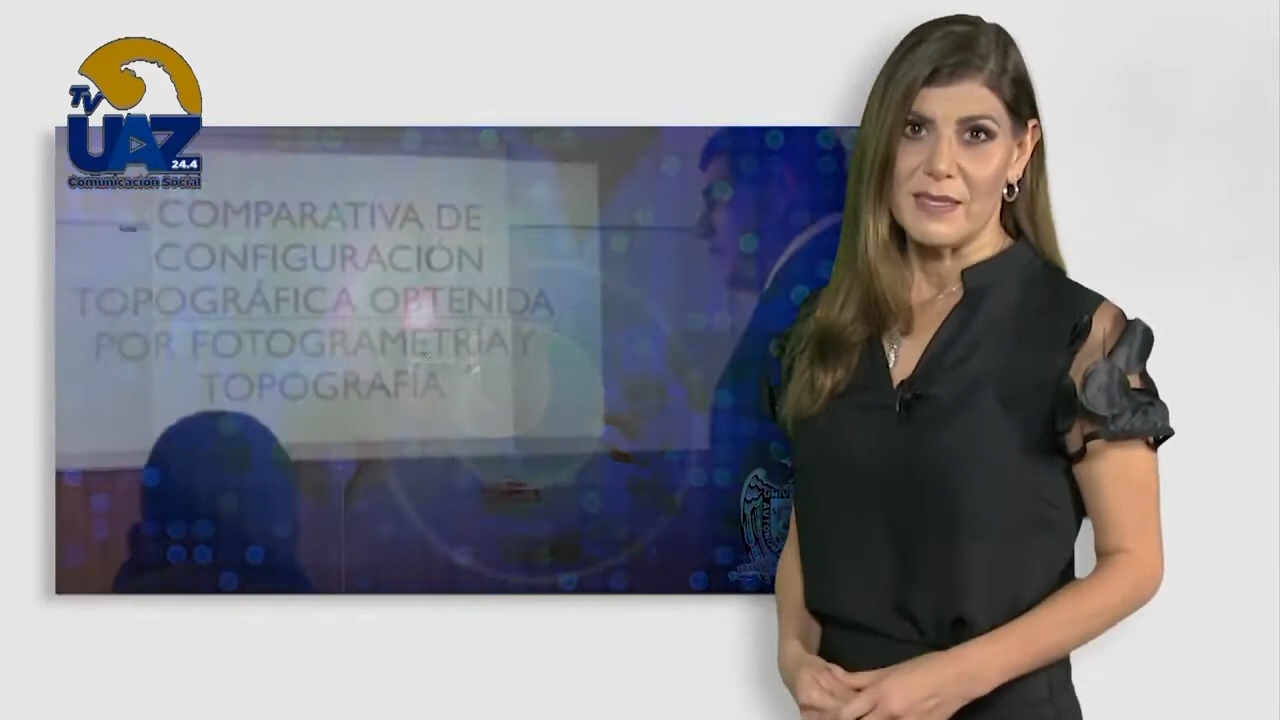 TV
UAZ
24.4
Comunicación Social
COMPARATIVA DE
CONFIGURACIÓN
TOPOGRÁFICA OBTENIDA
POR FOTOGRAMETRÍA Y
TOPOGRAFÍA